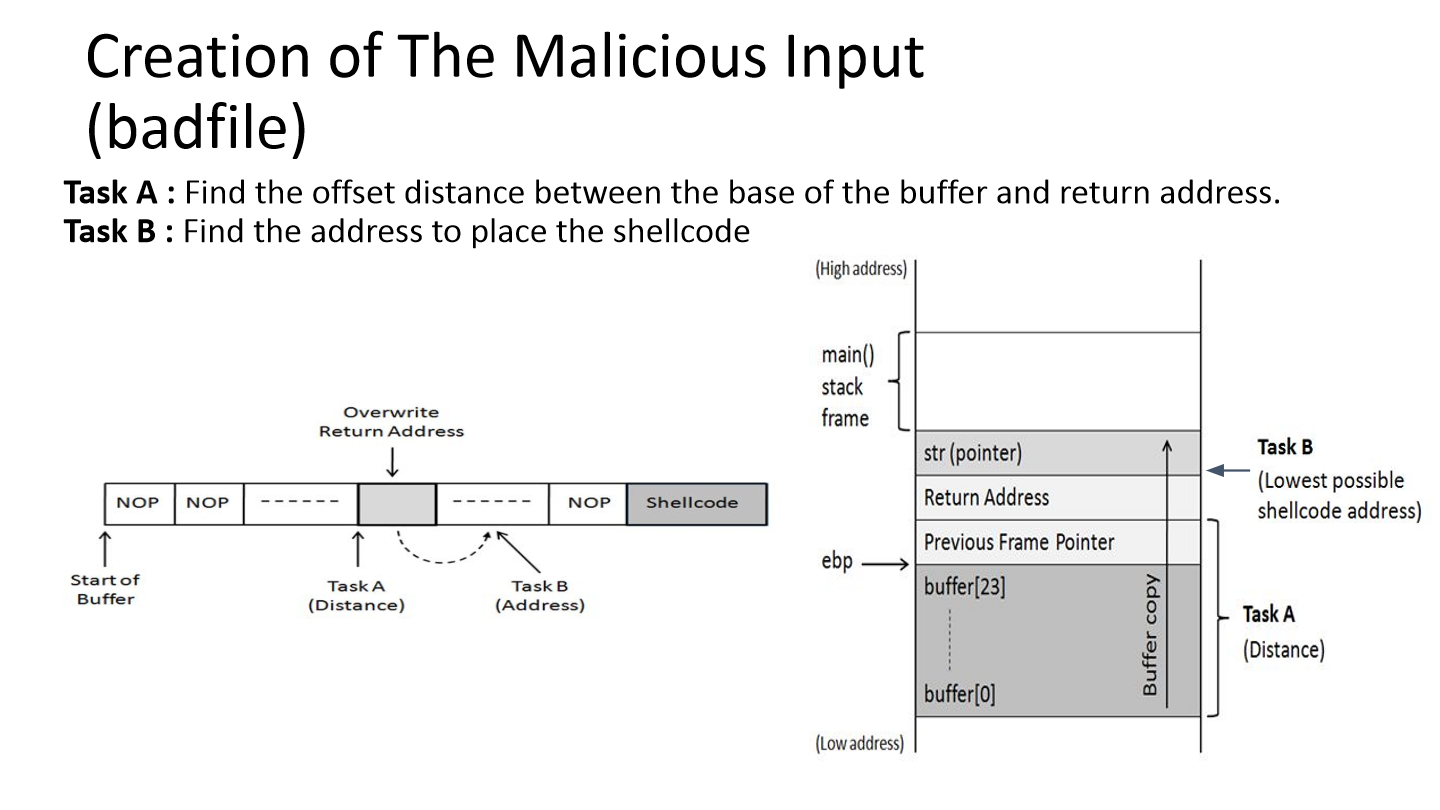 Creation of The Malicious Input
(badfile)
Task A : Find the offset distance between the base of the buffer and return address.
Task B : Find the address to place the shellcode
Overwrite
Return Address
NOP NOP ------ ------ NOP Shellcode
Start of
Buffer
Task A
(Distance)
Task B
(Address)
(High address)
main()
stack
frame
str (pointer)
Return Address
Previous Frame Pointer
ebp
buffer[23]
buffer[0]
Buffer copy
(Low address)
Task B
(Lowest possible
shellcode address)
Task A
(Distance)